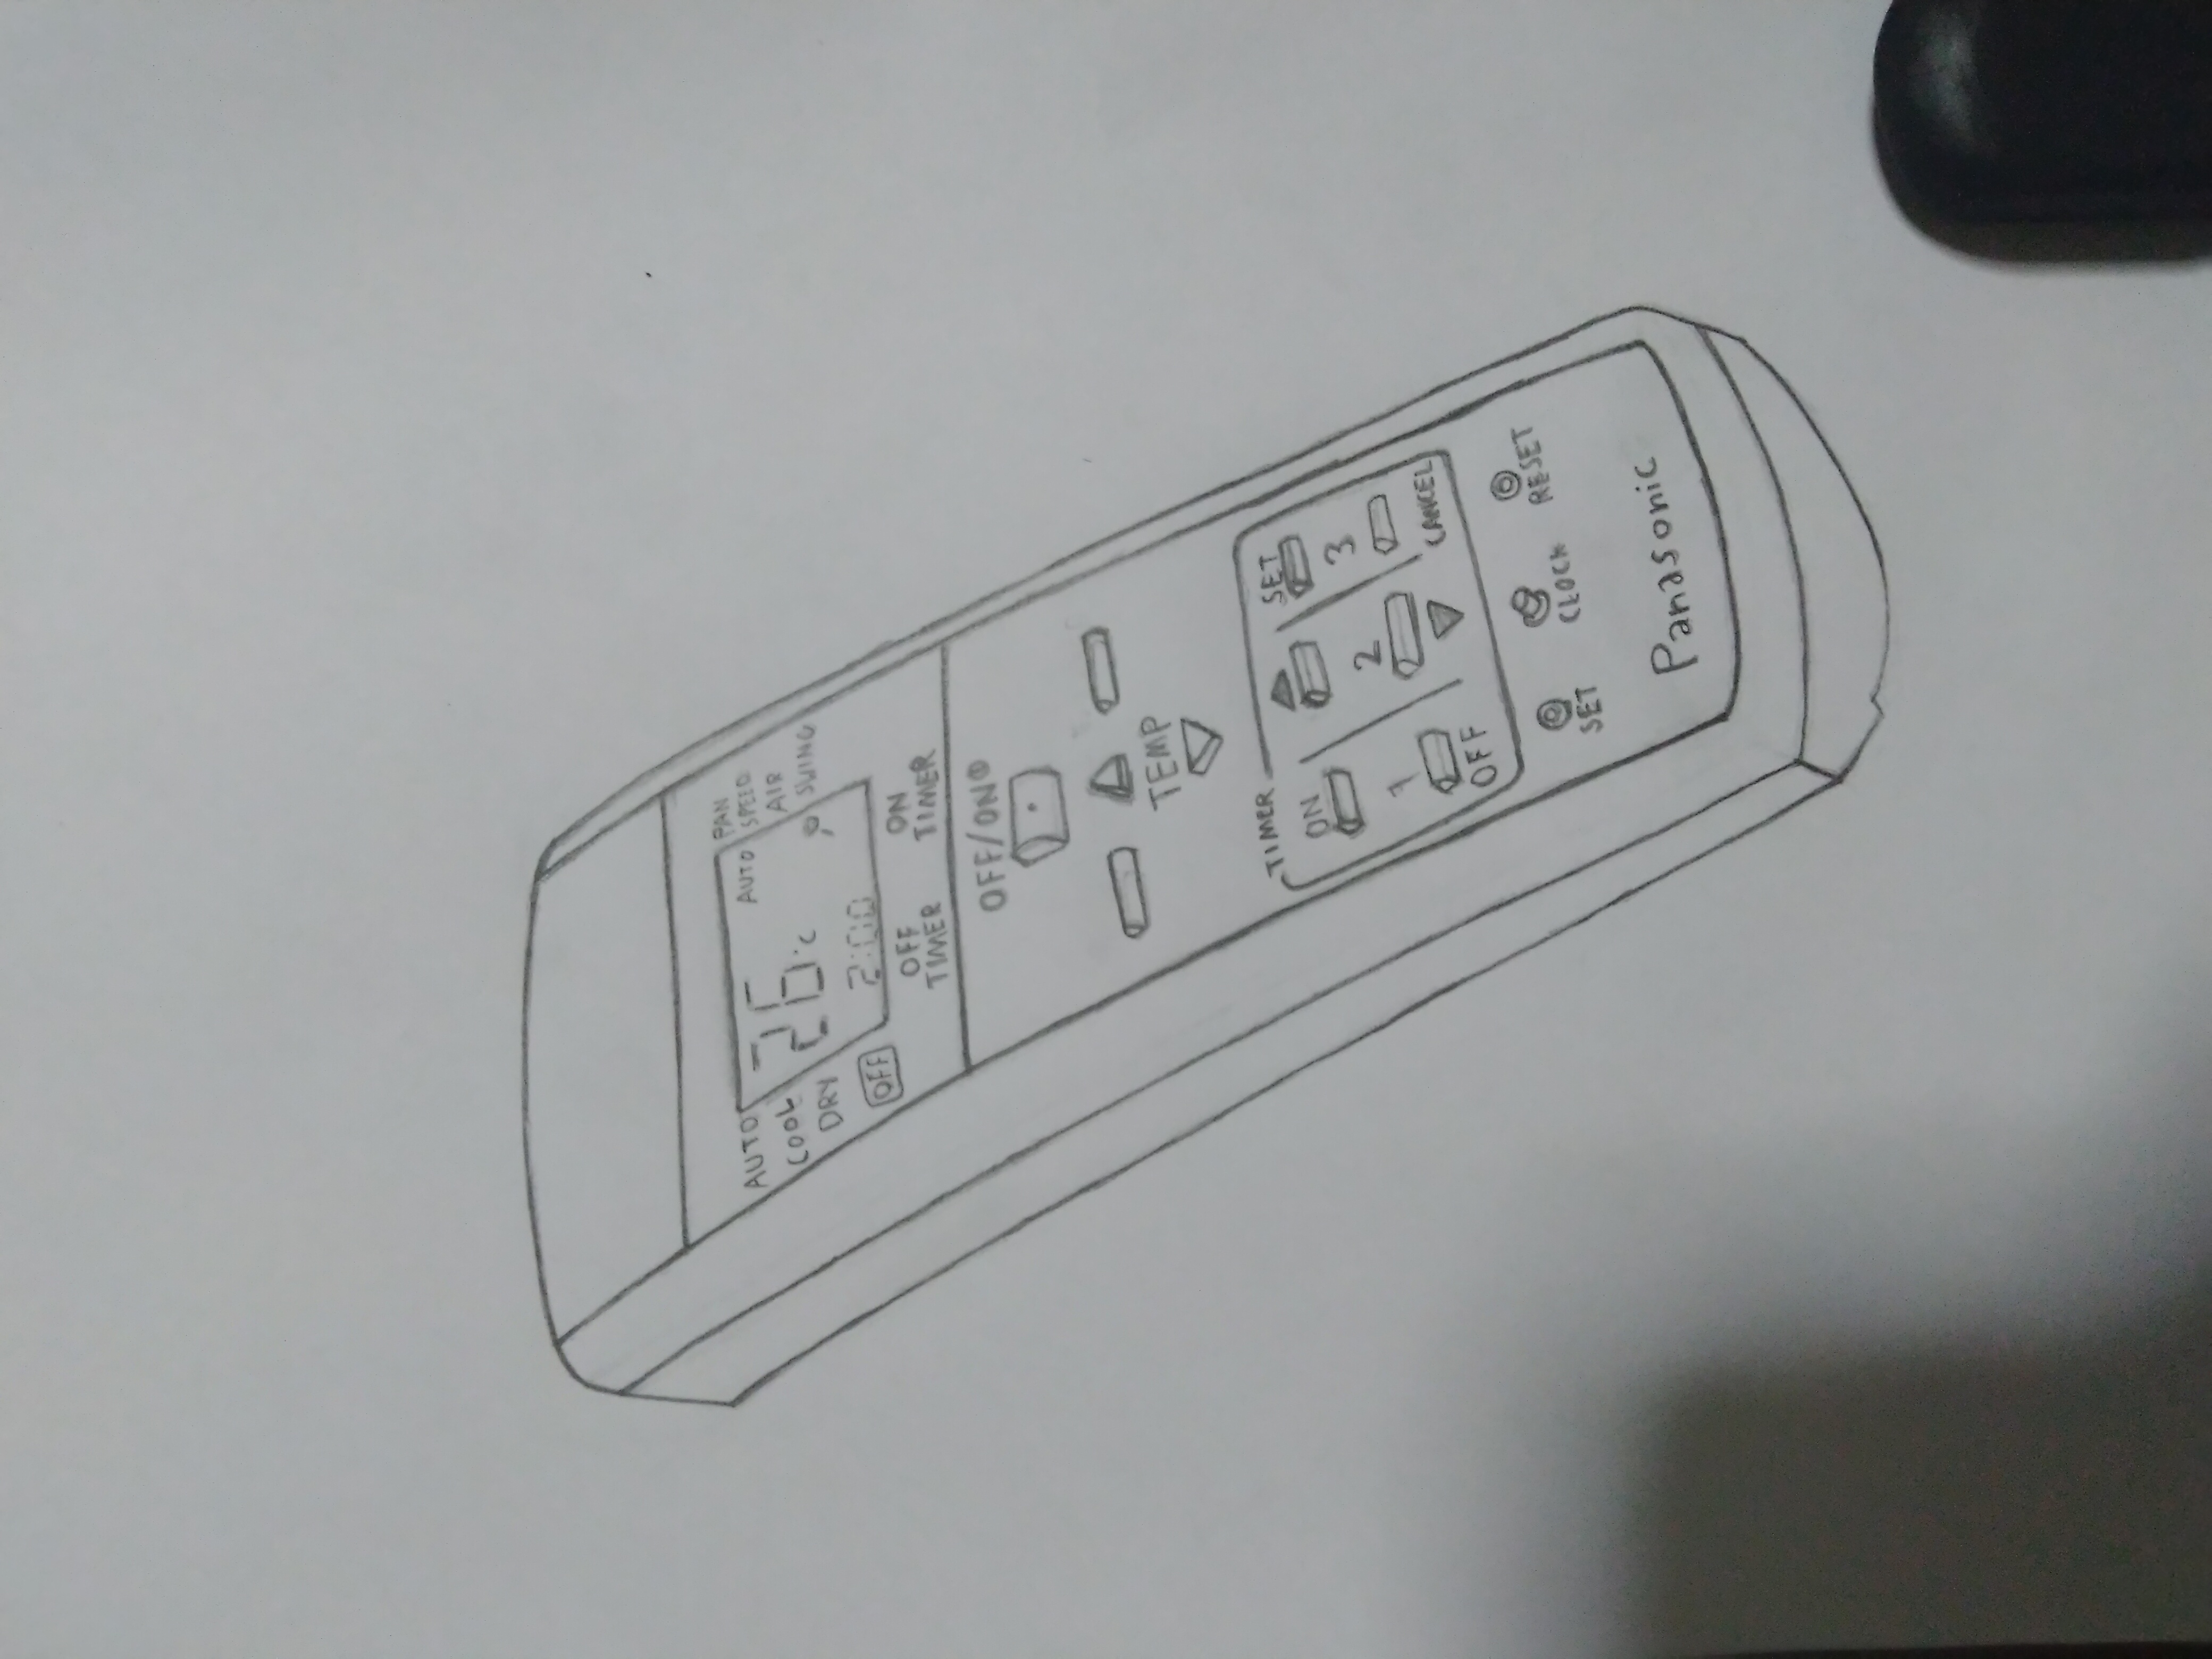 AUTO
COOL
DRY
OFF
26°C
AUTO
2:00
PAN
SPEED
AIR
SWING
OFF
TIMER
ON
TIMER
OFF/ON
TEMP
TIMER
ON
1
OFF
2
SET
3
CANCEL
SET
CLOCK
RESET
Panasonic